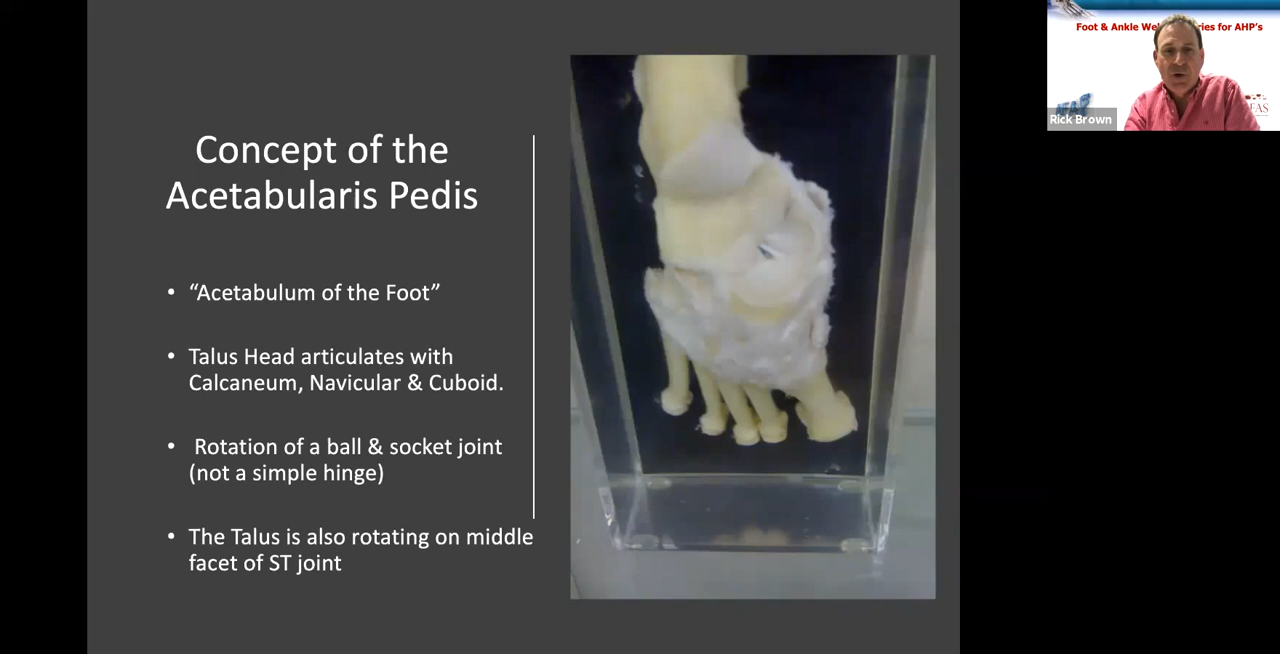 Concept of the
Acetabularis Pedis
• “Acetabulum of the Foot”
• Talus Head articulates with
Calcaneum, Navicular & Cuboid.
• Rotation of a ball & socket joint
(not a simple hinge)
• The Talus is also rotating on middle
facet of ST joint
Foot & Ankle We ries for AHP's
Rick Brown